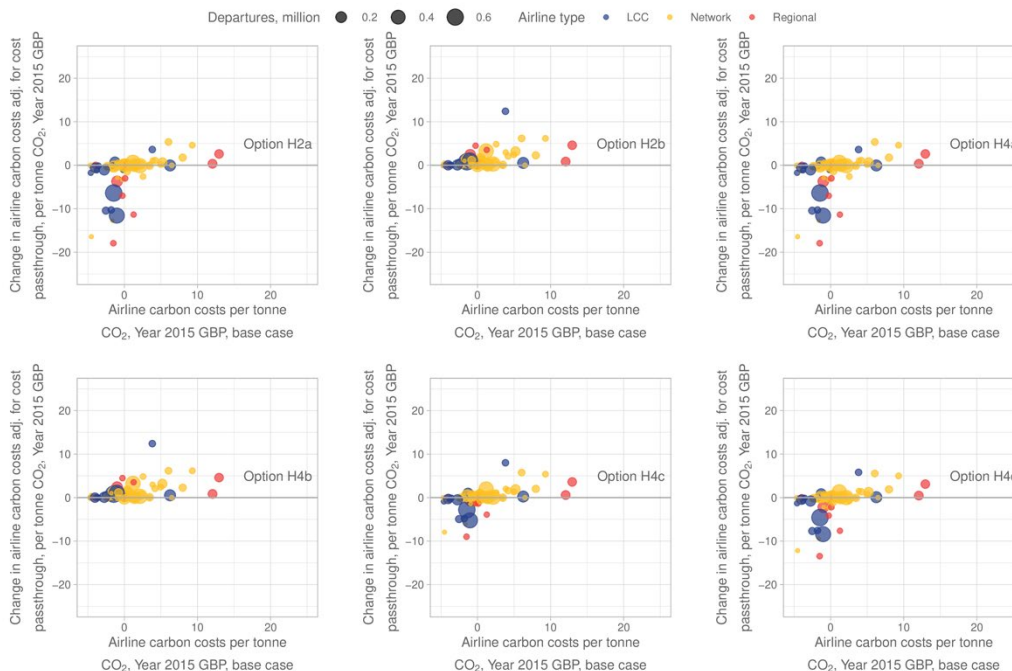 Departures, million 0.2 0.4 0.6 Airline type LCC Network Regional
Change in airline carbon costs adj. for cost
passthrough, per tonne CO₂, Year 2015 GBP
20
10
0
−10
−20
Option H2a
0 10 20
Airline carbon costs per tonne
CO₂, Year 2015 GBP, base case
Change in airline carbon costs adj. for cost
passthrough, per tonne CO₂, Year 2015 GBP
20
10
0
−10
−20
Option H2b
0 10 20
Airline carbon costs per tonne
CO₂, Year 2015 GBP, base case
Change in airline carbon costs adj. for cost
passthrough, per tonne CO₂, Year 2015 GBP
20
10
0
−10
−20
Option H4a
0 10 20
Airline carbon costs per tonne
CO₂, Year 2015 GBP, base case
Change in airline carbon costs adj. for cost
passthrough, per tonne CO₂, Year 2015 GBP
20
10
0
−10
−20
Option H4b
0 10 20
Airline carbon costs per tonne
CO₂, Year 2015 GBP, base case
Change in airline carbon costs adj. for cost
passthrough, per tonne CO₂, Year 2015 GBP
20
10
0
−10
−20
Option H4c
0 10 20
Airline carbon costs per tonne
CO₂, Year 2015 GBP, base case
Change in airline carbon costs adj. for cost
passthrough, per tonne CO₂, Year 2015 GBP
20
10
0
−10
−20
Option
0 10 20
Airline carbon costs per tonne
CO₂, Year 2015 GBP, base case